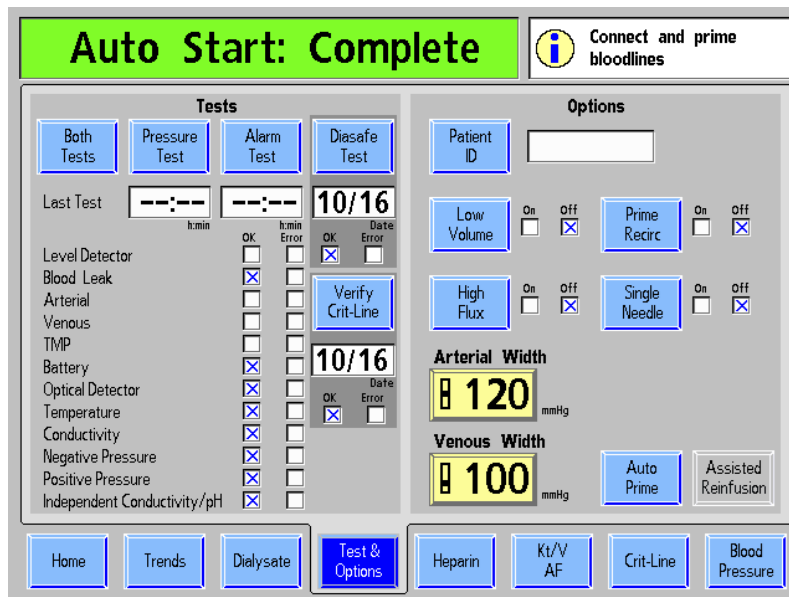 Auto Start: Complete
Connect and prime
bloodlines
Tests
Both
Tests
Pressure
Test
Alarm
Test
Diasafe
Test
Last Test
--:--
--:--
10/16
h:min
h:min
Date
OK
Error
OK
Error
Level Detector
Blood Leak
Arterial
Venous
TMP
Battery
Optical Detector
Temperature
Conductivity
Negative Pressure
Positive Pressure
Independent Conductivity/pH
Verify
Crit-Line
10/16
Date
OK
Error
Options
Patient
ID
Low
Volume
On
Off
Prime
Recirc
On
Off
High
Flux
On
Off
Single
Needle
On
Off
Arterial Width
120
mmHg
Venous Width
100
mmHg
Auto
Prime
Assisted
Reinfusion
Home
Trends
Dialysate
Test &
Options
Heparin
Kt/V
AF
Crit-Line
Blood
Pressure